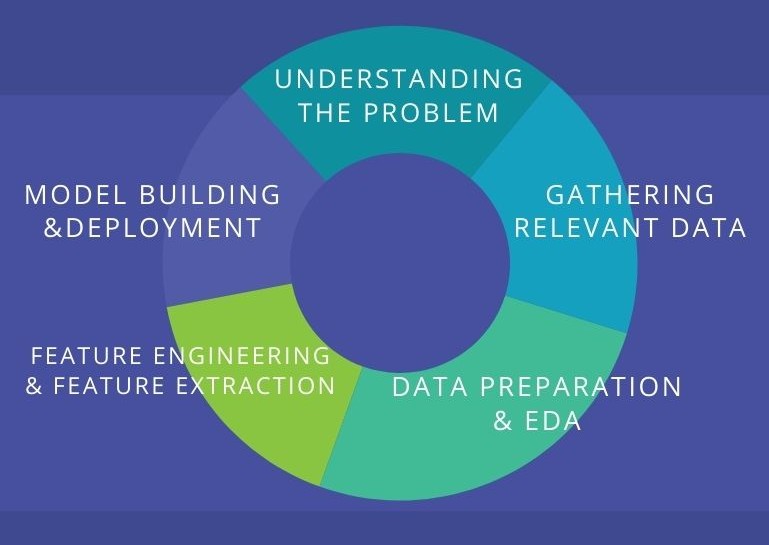 UNDERSTANDING
THE PROBLEM
GATHERING
RELEVANT DATA
DATA PREPARATION
& EDA
FEATURE ENGINEERING
& FEATURE EXTRACTION
MODEL BUILDING
&DEPLOYMENT